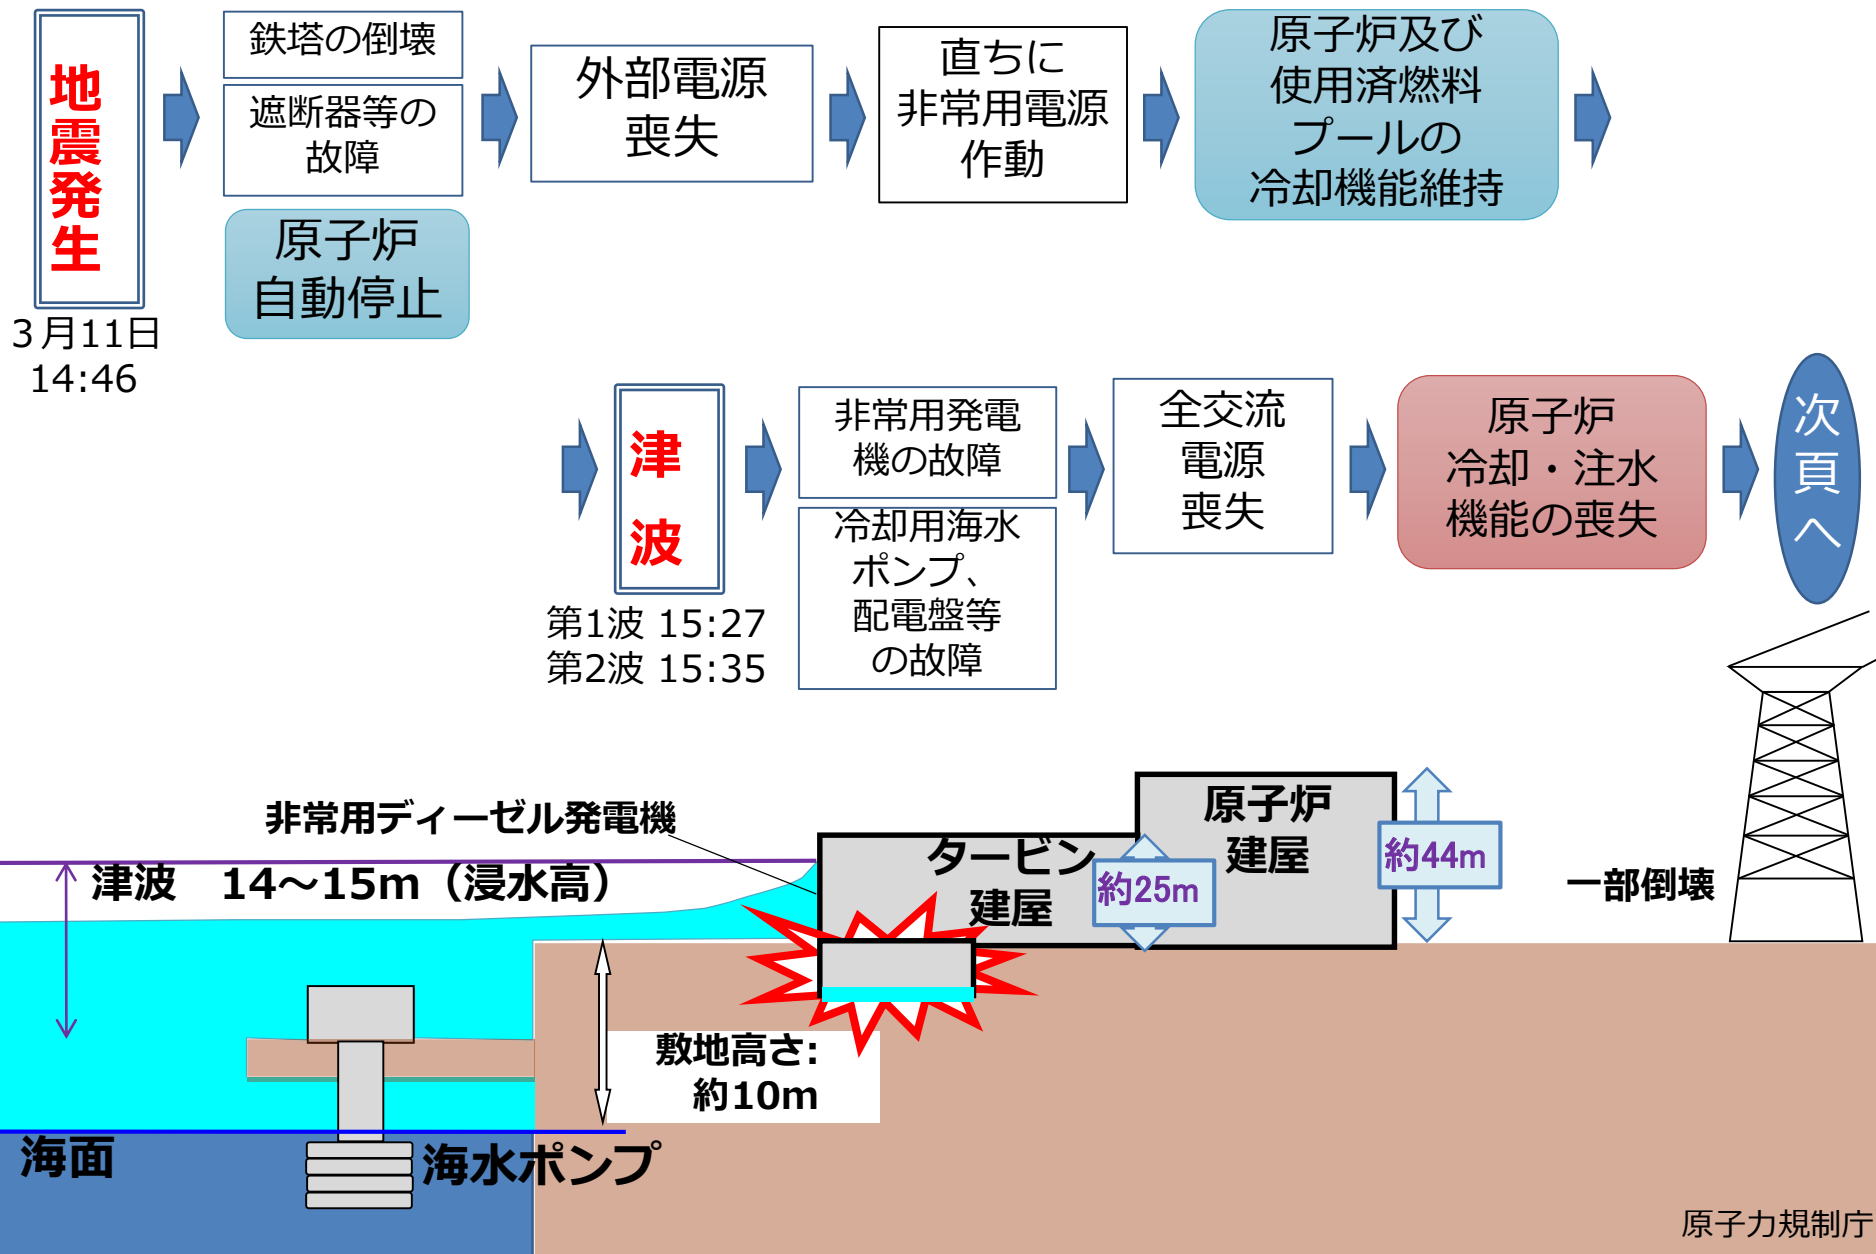 地
震
発
生
3月11日
14:46
鉄塔の倒壊
遮断器等の
故障
原子炉
自動停止
外部電源
喪失
直ちに
非常用電源
作動
原子炉及び
使用済燃料
プールの
冷却機能維持
津
波
第1波 15:27
第2波 15:35
非常用発電
機の故障
冷却用海水
ポンプ、
配電盤等
の故障
全交流
電源
喪失
原子炉
冷却・注水
機能の喪失
次
頁
へ
非常用ディーゼル発電機
津波　14～15m（浸水高）
タービン
建屋
約25m
原子炉
建屋
約44m
一部倒壊
敷地高さ:
約10m
海面
海水ポンプ
原子力規制庁